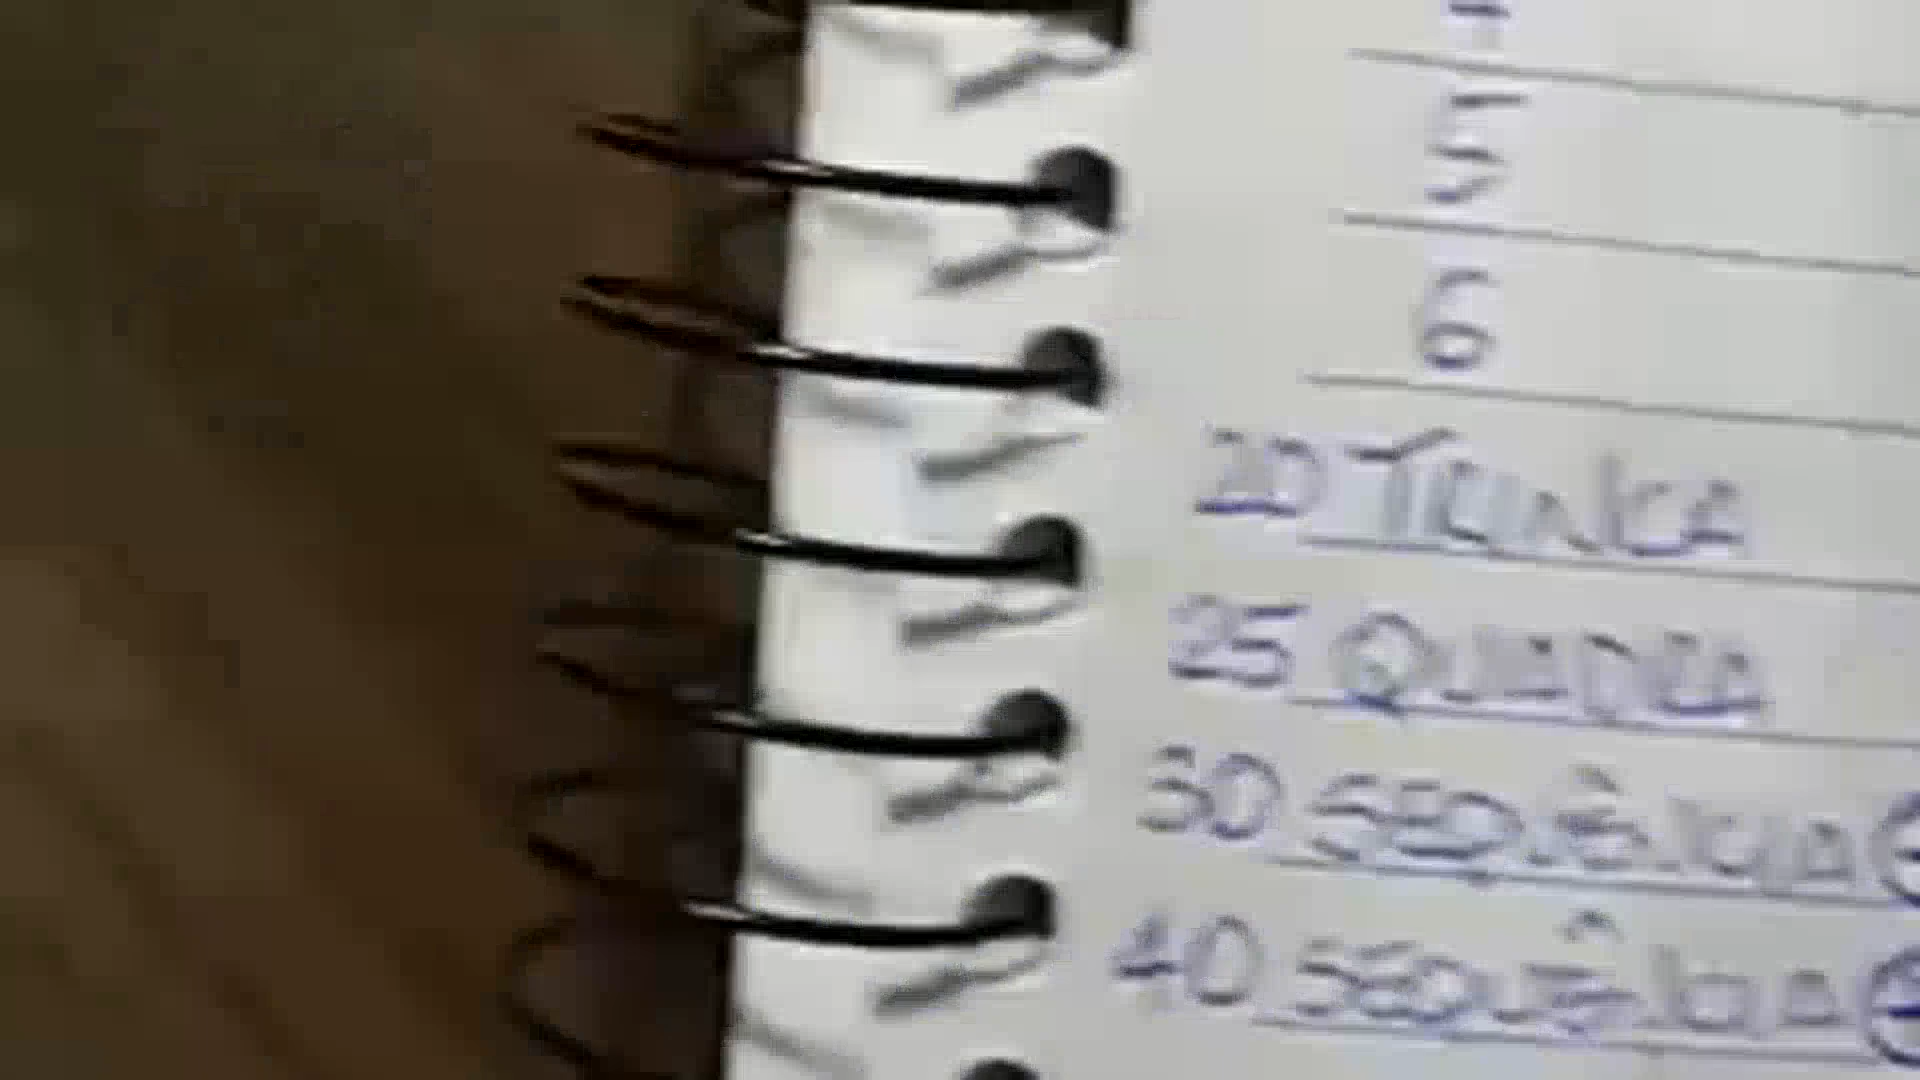 5
6
20 TRINCA
25 QUADRA
30 SEQUÊNCIA
40 SEQUÊNCIA